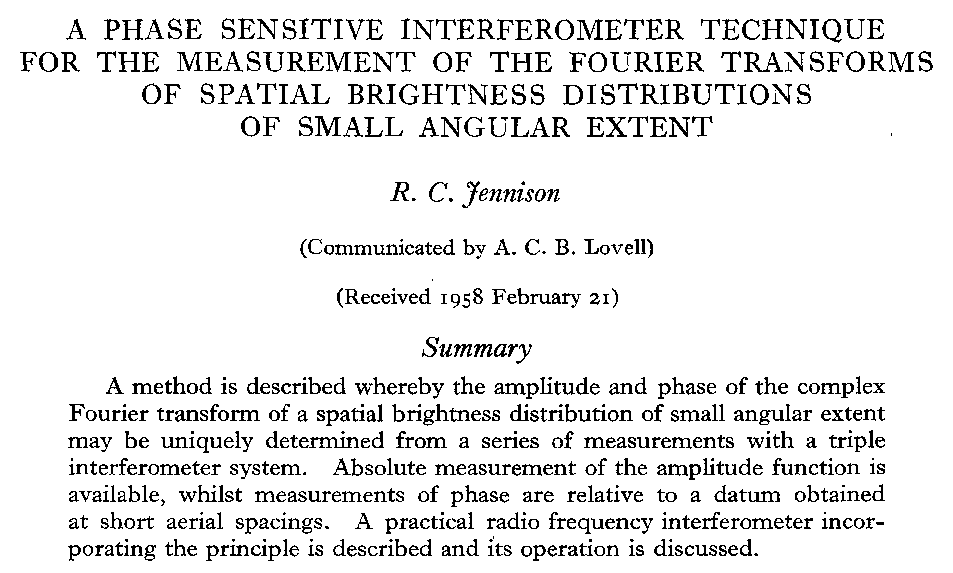 A PHASE SENSITIVE INTERFEROMETER TECHNIQUE
FOR THE MEASUREMENT OF THE FOURIER TRANSFORMS
OF SPATIAL BRIGHTNESS DISTRIBUTIONS
OF SMALL ANGULAR EXTENT
R. C. Jennison
(Communicated by A. C. B. Lovell)
(Received 1958 February 21)
Summary
A method is described whereby the amplitude and phase of the complex
Fourier transform of a spatial brightness distribution of small angular extent
may be uniquely determined from a series of measurements with a triple
interferometer system. Absolute measurement of the amplitude function is
available, whilst measurements of phase are relative to a datum obtained
at short aerial spacings. A practical radio frequency interferometer incor-
porating the principle is described and its operation is discussed.